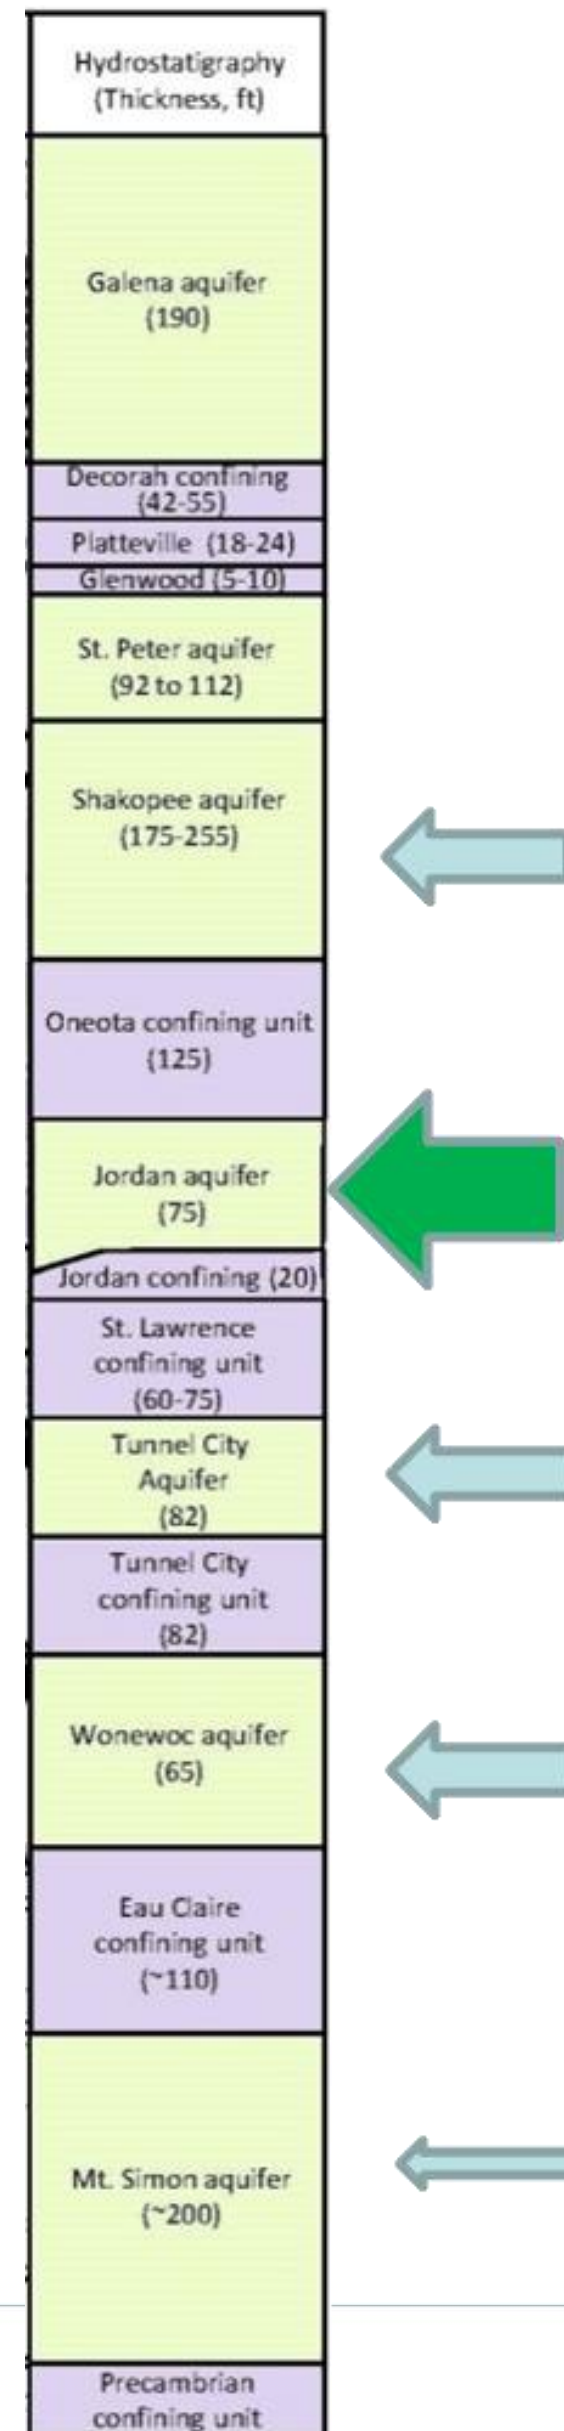 Hydrostatigraphy
(Thickness, ft)
Galena aquifer
(190)
Decorah confining
(42-55)
Platteville (18-24)
Glenwood (5-10)
St. Peter aquifer
(92 to 112)
Shakopee aquifer
(175-255)
Oneota confining unit
(125)
Jordan aquifer
(75)
Jordan confining (20)
St. Lawrence
confining unit
(60-75)
Tunnel City
Aquifer
(82)
Tunnel City
confining unit
(82)
Wonewoc aquifer
(65)
Eau Claire
confining unit
(~110)
Mt. Simon aquifer
(~200)
Precambrian
confining unit